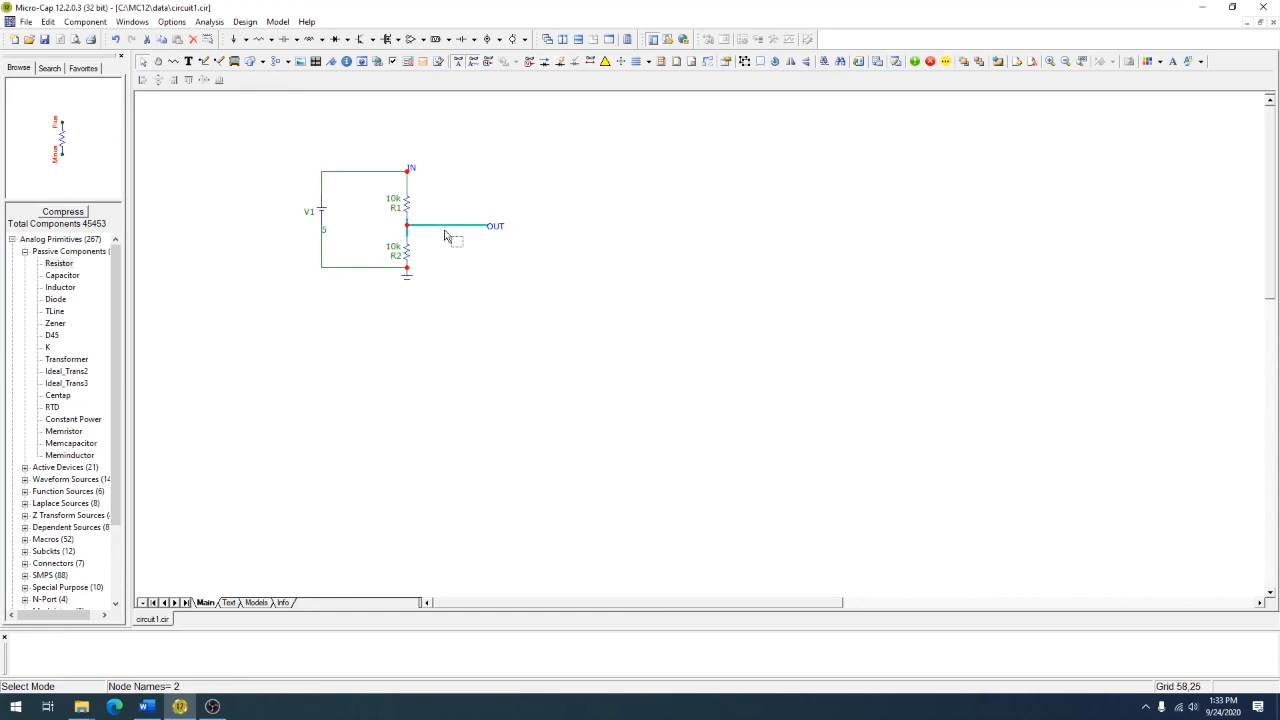 Micro-Cap 12.2.0.3 (32 bit) - [C:\MC12\data\circuit1.cir]
File Edit Component Windows Options Analysis Design Model Help
Browse Search Favorites
Plus
Minus
Compress
Total Components 45453
Analog Primitives (267)
Passive Components (
Resistor
Capacitor
Inductor
Diode
TLine
Zener
D45
K
Transformer
Ideal_Trans2
Ideal_Trans3
Centap
RTD
Constant Power
Memristor
Memcapacitor
Meminductor
Active Devices (21)
Waveform Sources (14
Function Sources (6)
Laplace Sources (8)
Z Transform Sources (
Dependent Sources (8
Macros (52)
Subckts (12)
Connectors (7)
SMPS (88)
Special Purpose (10)
N-Port (4)
IN
10k
R1
V1
5
OUT
10k
R2
Main Text Models Info
circuit1.cir
Select Mode Node Names= 2 Grid 58,25
1:33 PM
9/24/2020